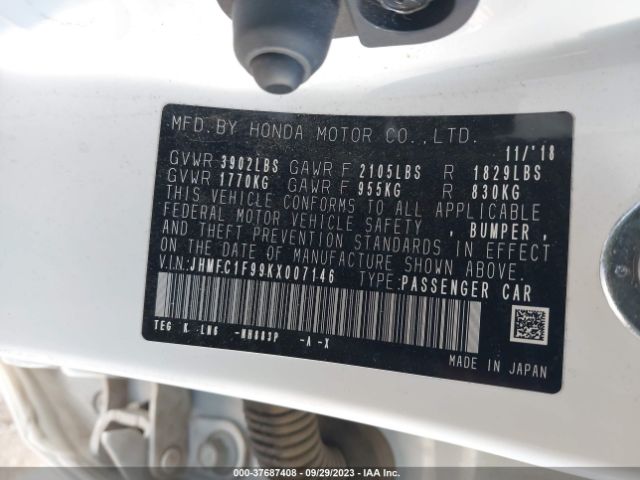 MFD.BY HONDA MOTOR CO.,LTD.
11/'18
GVWR 3902LBS GAWR F 2105LBS R 1829LBS
GVWR 1770KG GAWR F 955KG R 830KG
THIS VEHICLE CONFORMS TO ALL APPLICABLE
FEDERAL MOTOR VEHICLE SAFETY , BUMPER ,
AND THEFT PREVENTION STANDARDS IN EFFECT
ON THE DATE OF MANUFACTURE SHOWN ABOVE.
V.I.N: JHMFC1F99KX007146 TYPE: PASSENGER CAR
TEG K LM6 -NH883P -A -X
MADE IN JAPAN
000-37687408 - 09/29/2023 - IAA Inc.